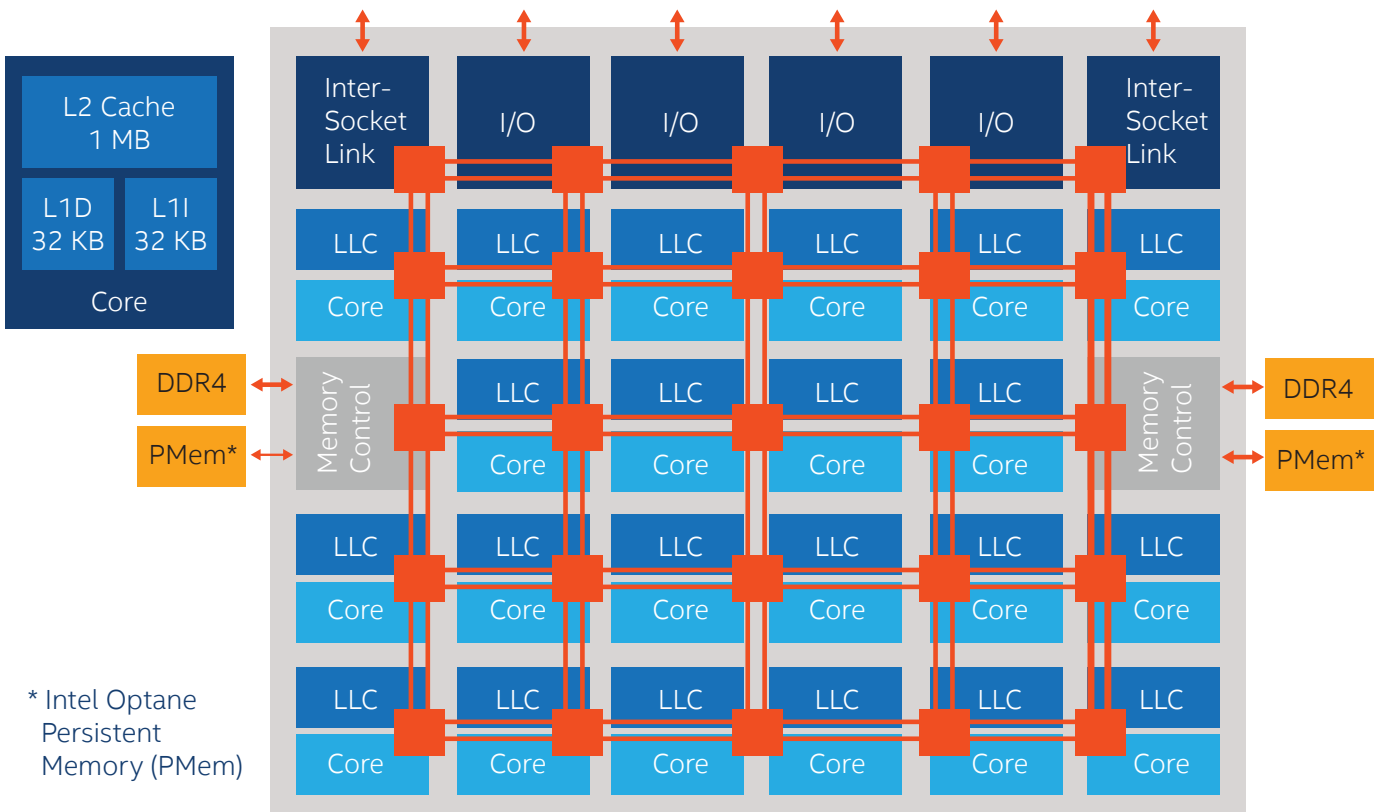 L2 Cache
1 MB
L1D
32 KB
L1I
32 KB
Core
Inter-
Socket
Link
I/O
I/O
I/O
I/O
Inter-
Socket
Link
LLC
LLC
LLC
LLC
LLC
LLC
Core
Core
Core
Core
Core
Core
DDR4
PMem*
Memory
Control
LLC
LLC
LLC
LLC
Core
Core
Core
Core
Memory
Control
DDR4
PMem*
LLC
LLC
LLC
LLC
LLC
LLC
Core
Core
Core
Core
Core
Core
LLC
LLC
LLC
LLC
LLC
LLC
Core
Core
Core
Core
Core
Core
* Intel Optane
Persistent
Memory (PMem)